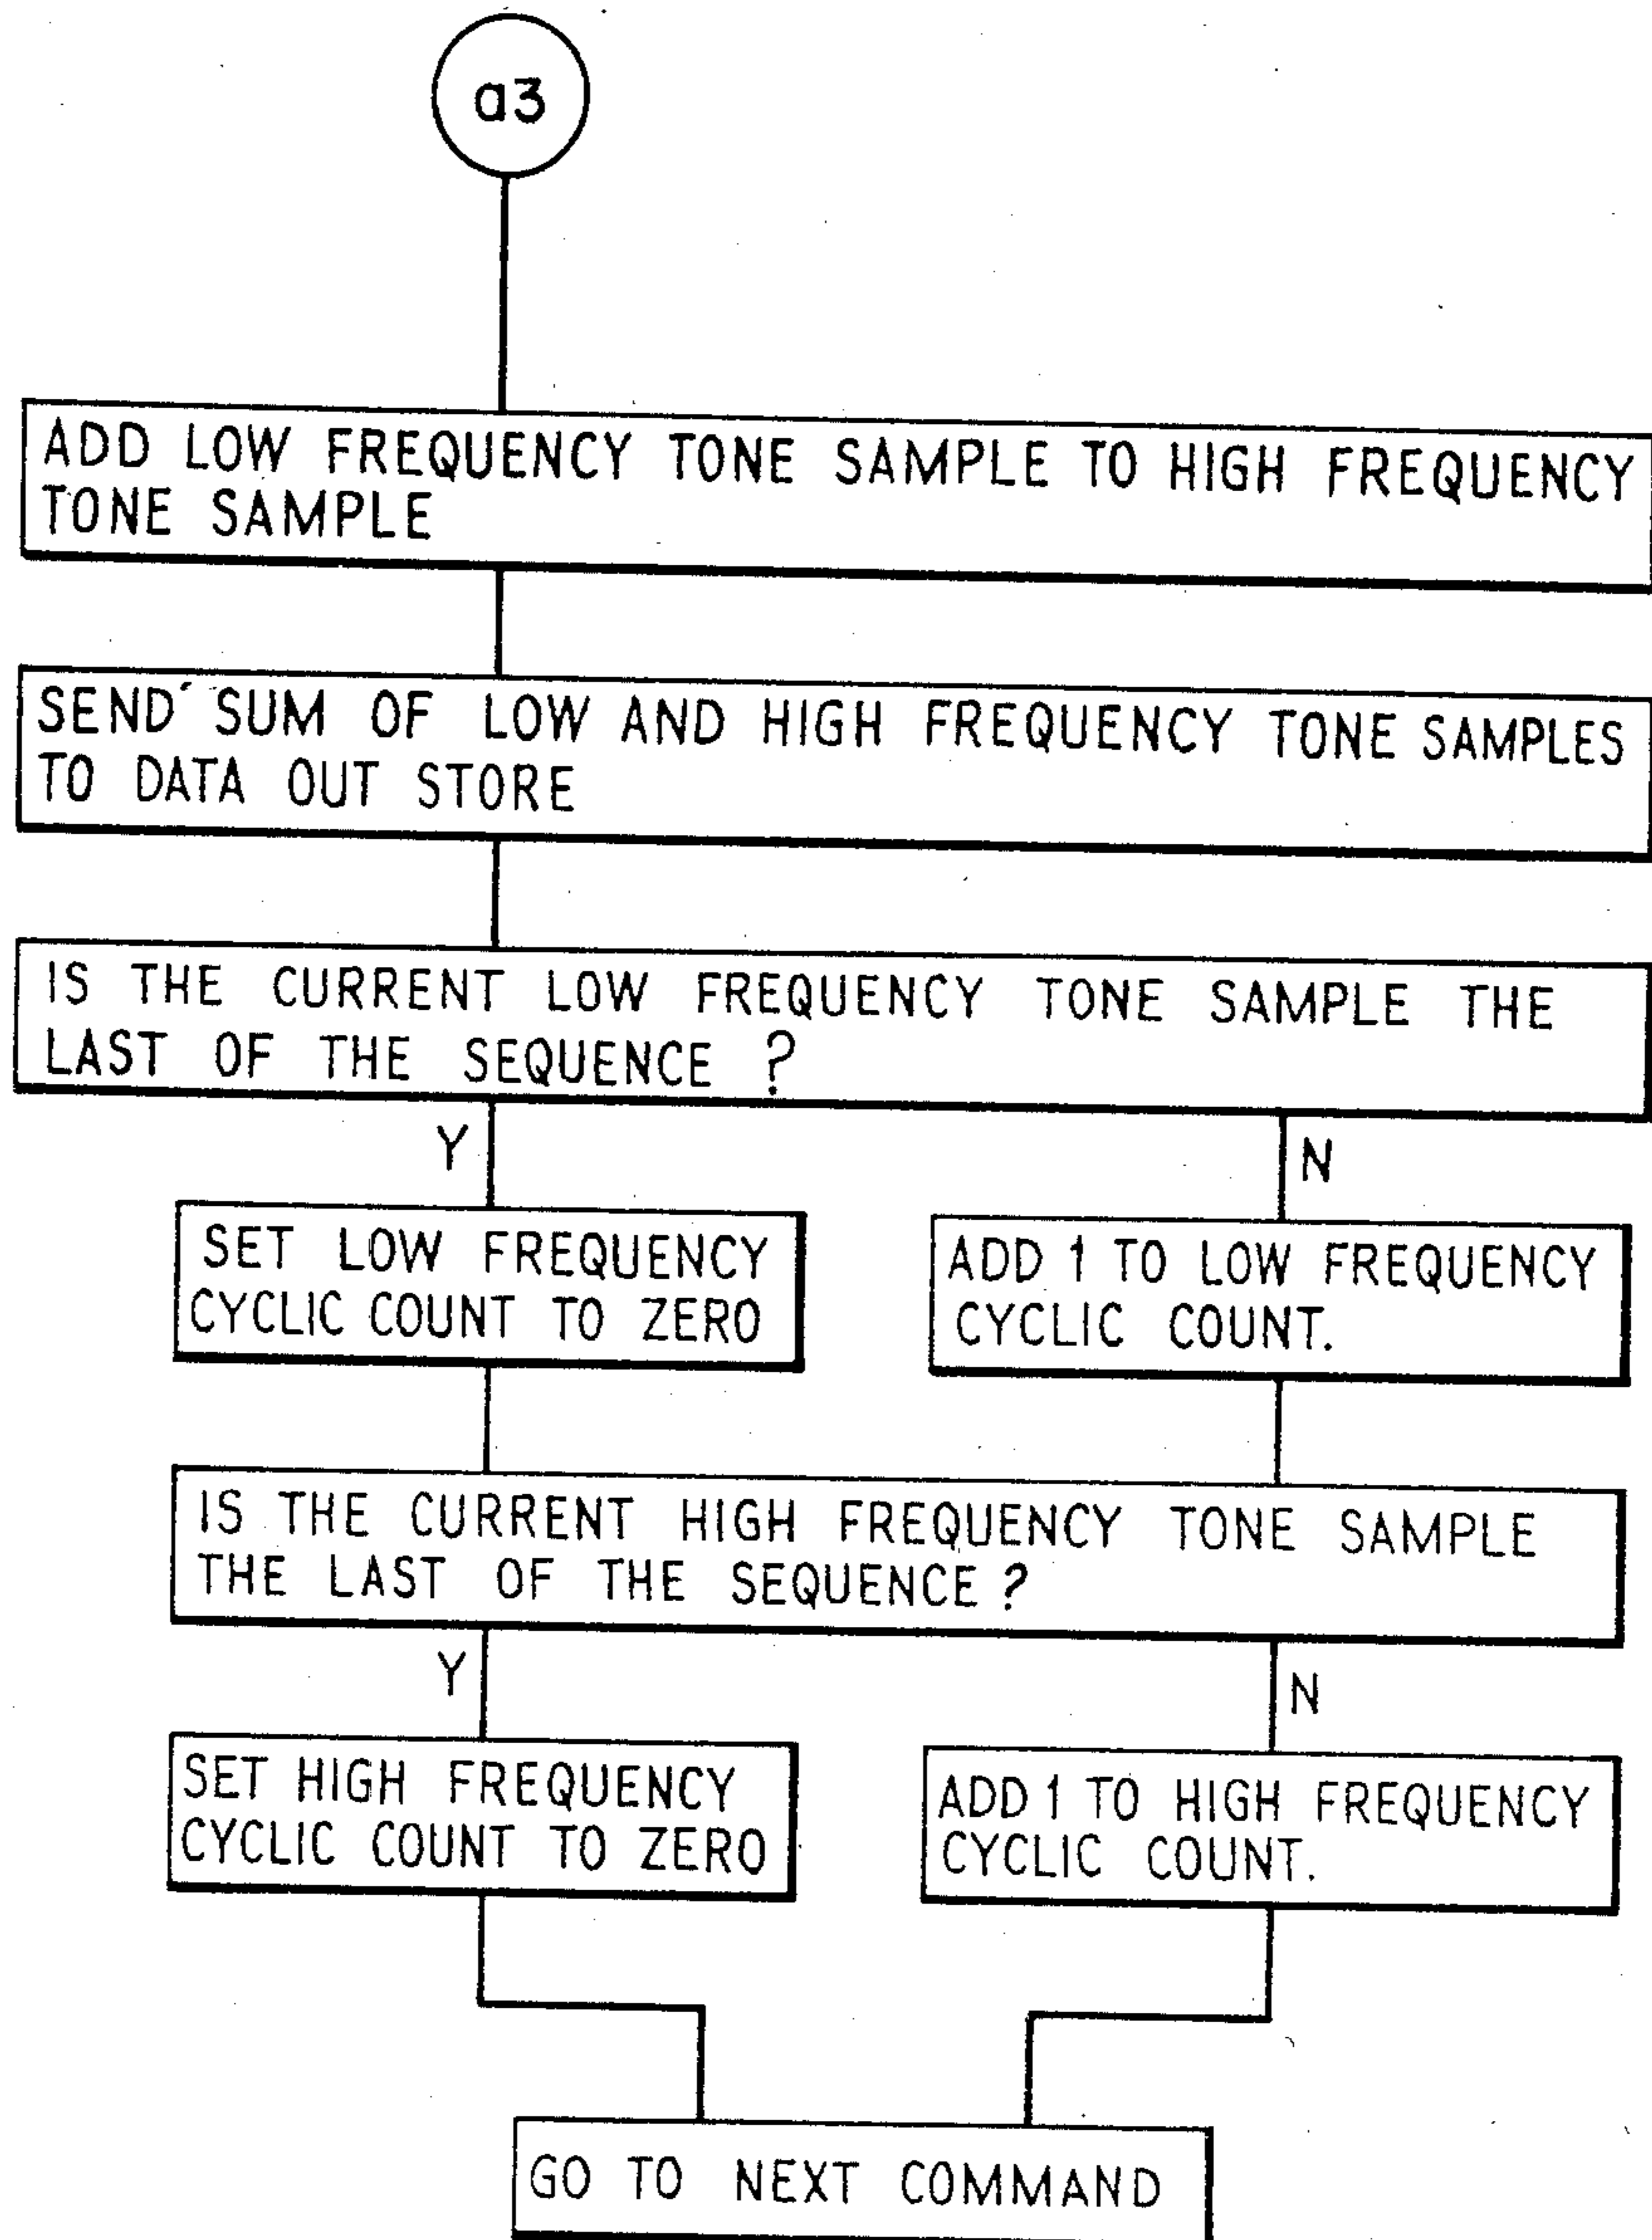 a3
ADD LOW FREQUENCY TONE SAMPLE TO HIGH FREQUENCY
TONE SAMPLE
SEND SUM OF LOW AND HIGH FREQUENCY TONE SAMPLES
TO DATA OUT STORE
IS THE CURRENT LOW FREQUENCY TONE SAMPLE THE
LAST OF THE SEQUENCE ?
Y
N
SET LOW FREQUENCY
CYCLIC COUNT TO ZERO
ADD 1 TO LOW FREQUENCY
CYCLIC COUNT.
IS THE CURRENT HIGH FREQUENCY TONE SAMPLE
THE LAST OF THE SEQUENCE ?
Y
N
SET HIGH FREQUENCY
CYCLIC COUNT TO ZERO
ADD 1 TO HIGH FREQUENCY
CYCLIC COUNT.
GO TO NEXT COMMAND